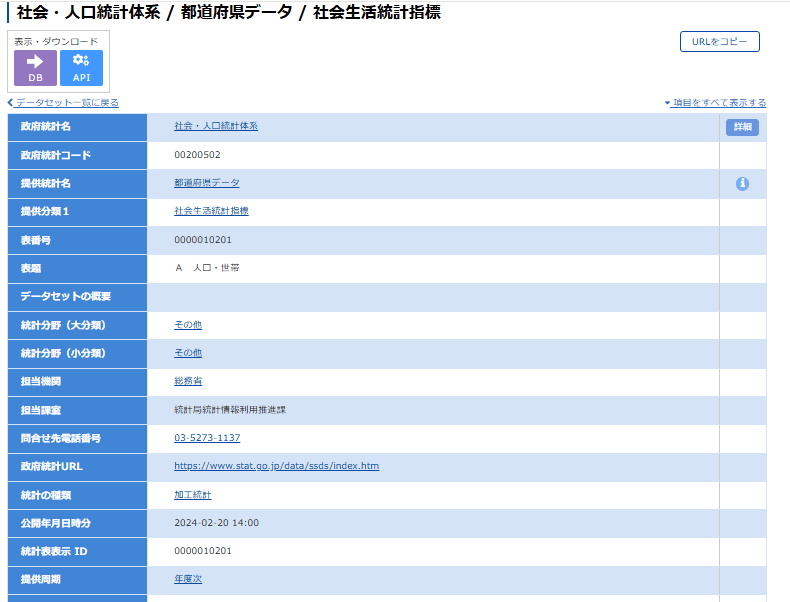 社会・人口統計体系 / 都道府県データ / 社会生活統計指標
表示・ダウンロード
URLをコピー
DB API
データセット一覧に戻る
項目をすべて表示する
政府統計名 社会・人口統計体系 詳細
政府統計コード 00200502
提供統計名 都道府県データ
提供分類1 社会生活統計指標
表番号 0000010201
表題 A 人口・世帯
データセットの概要
統計分野（大分類） その他
統計分野（小分類） その他
担当機関 総務省
担当課室 統計局統計情報利用推進課
問合せ先電話番号 03-5273-1137
政府統計URL https://www.stat.go.jp/data/ssds/index.htm
統計の種類 加工統計
公開年月日時分 2024-02-20 14:00
統計表表示 ID 0000010201
提供周期 年度次